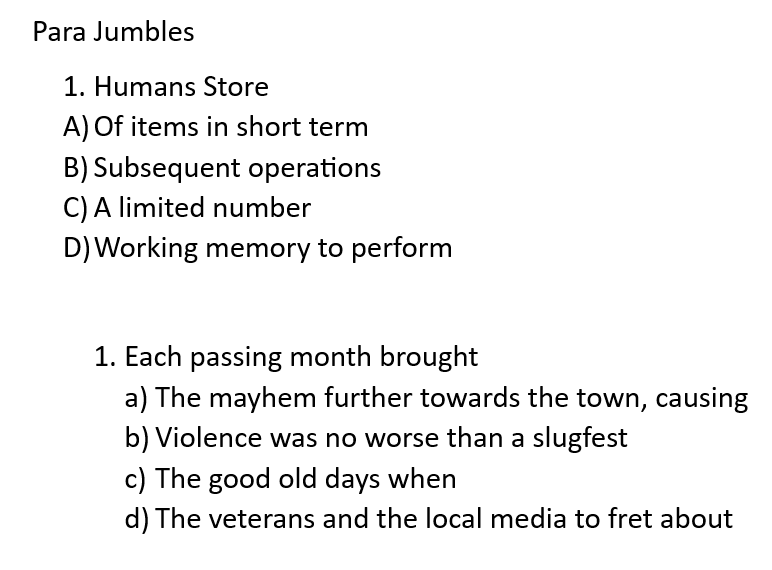 Para Jumbles
1. Humans Store
A) Of items in short term
B) Subsequent operations
C) A limited number
D) Working memory to perform
1. Each passing month brought
a) The mayhem further towards the town, causing
b) Violence was no worse than a slugfest
c) The good old days when
d) The veterans and the local media to fret about